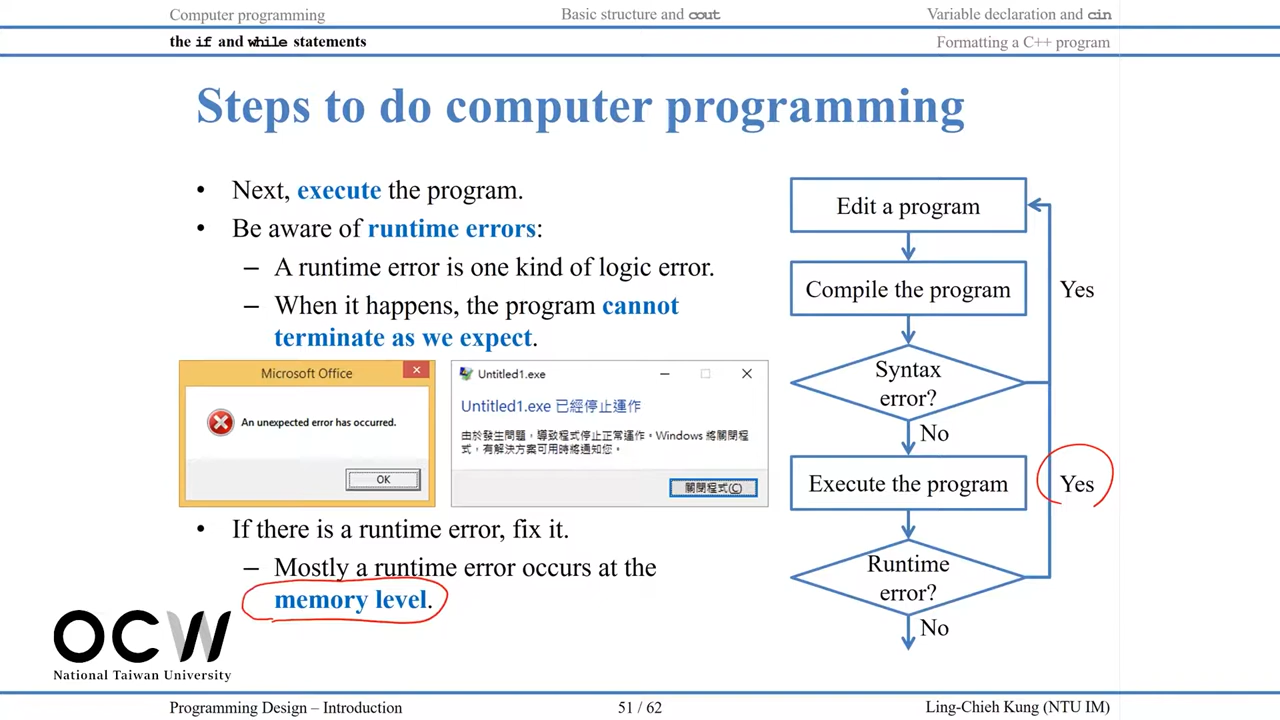 Computer programming
Basic structure and cout
Variable declaration and cin
the if and while statements
Formatting a C++ program
Steps to do computer programming
• Next, execute the program.
• Be aware of runtime errors:
– A runtime error is one kind of logic error.
– When it happens, the program cannot
terminate as we expect.
Microsoft Office
An unexpected error has occurred.
OK
Untitled1.exe
Untitled1.exe 已經停止運作
由於發生問題，導致程式停止正常運作。Windows 將關閉程
式，有解決方案可用時將通知您。
關閉程式(C)
• If there is a runtime error, fix it.
– Mostly a runtime error occurs at the
memory level.
Edit a program
Compile the program
Yes
Syntax
error?
No
Execute the program
Yes
Runtime
error?
No
OCW
National Taiwan University
Programming Design – Introduction
51 / 62
Ling-Chieh Kung (NTU IM)